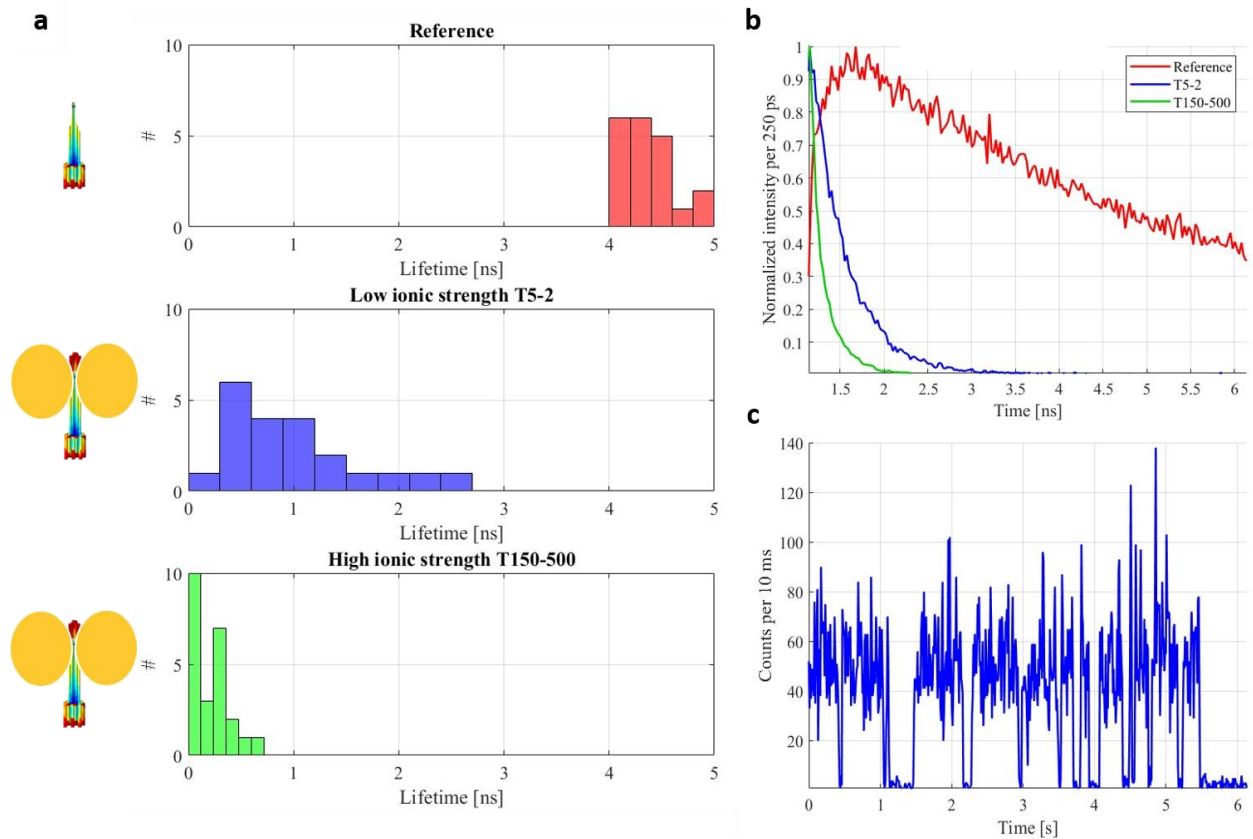 a
Reference
10
5
0
#
0 1 2 3 4 5
Lifetime [ns]
Low ionic strength T5-2
10
5
0
#
0 1 2 3 4 5
Lifetime [ns]
High ionic strength T150-500
10
5
0
#
0 1 2 3 4 5
Lifetime [ns]
b
1
0.9
0.8
0.7
0.6
0.5
0.4
0.3
0.2
0.1
Normalized intensity per 250 ps
Reference
T5-2
T150-500
1.5 2 2.5 3 3.5 4 4.5 5 5.5 6
Time [ns]
c
140
120
100
80
60
40
20
Counts per 10 ms
0 1 2 3 4 5 6
Time [s]